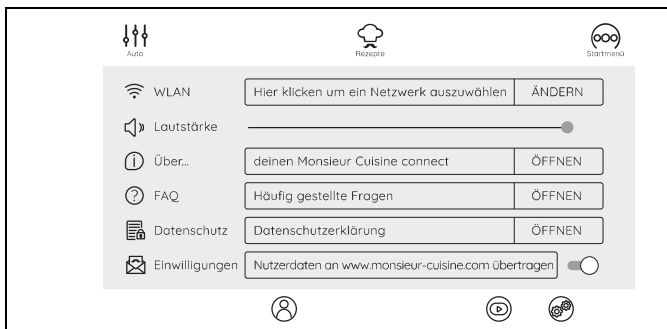 Auto
Rezepte
Startmenü
WLAN Hier klicken um ein Netzwerk auszuwählen ÄNDERN
Lautstärke
Über... deinen Monsieur Cuisine connect ÖFFNEN
FAQ Häufig gestellte Fragen ÖFFNEN
Datenschutz Datenschutzerklärung ÖFFNEN
Einwilligungen Nutzerdaten an www.monsieur-cuisine.com übertragen